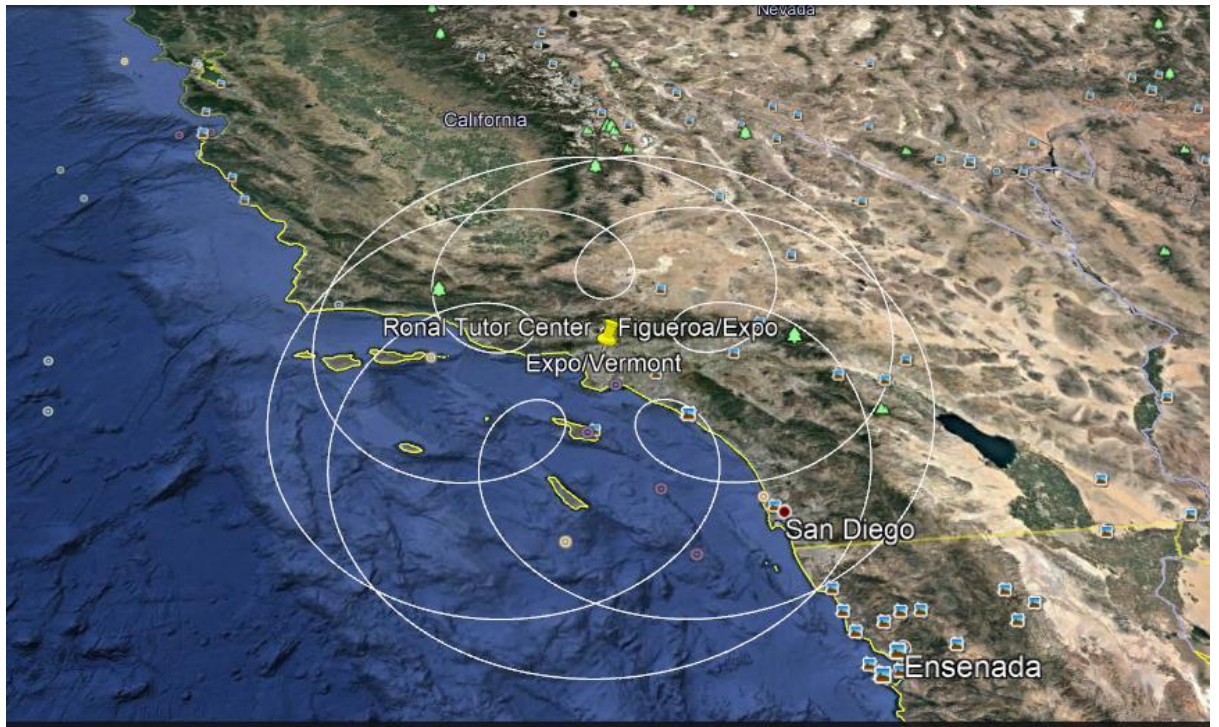 Nevada
California
Ronal Tutor Center
Figueroa/Expo
Expo/Vermont
San Diego
Ensenada